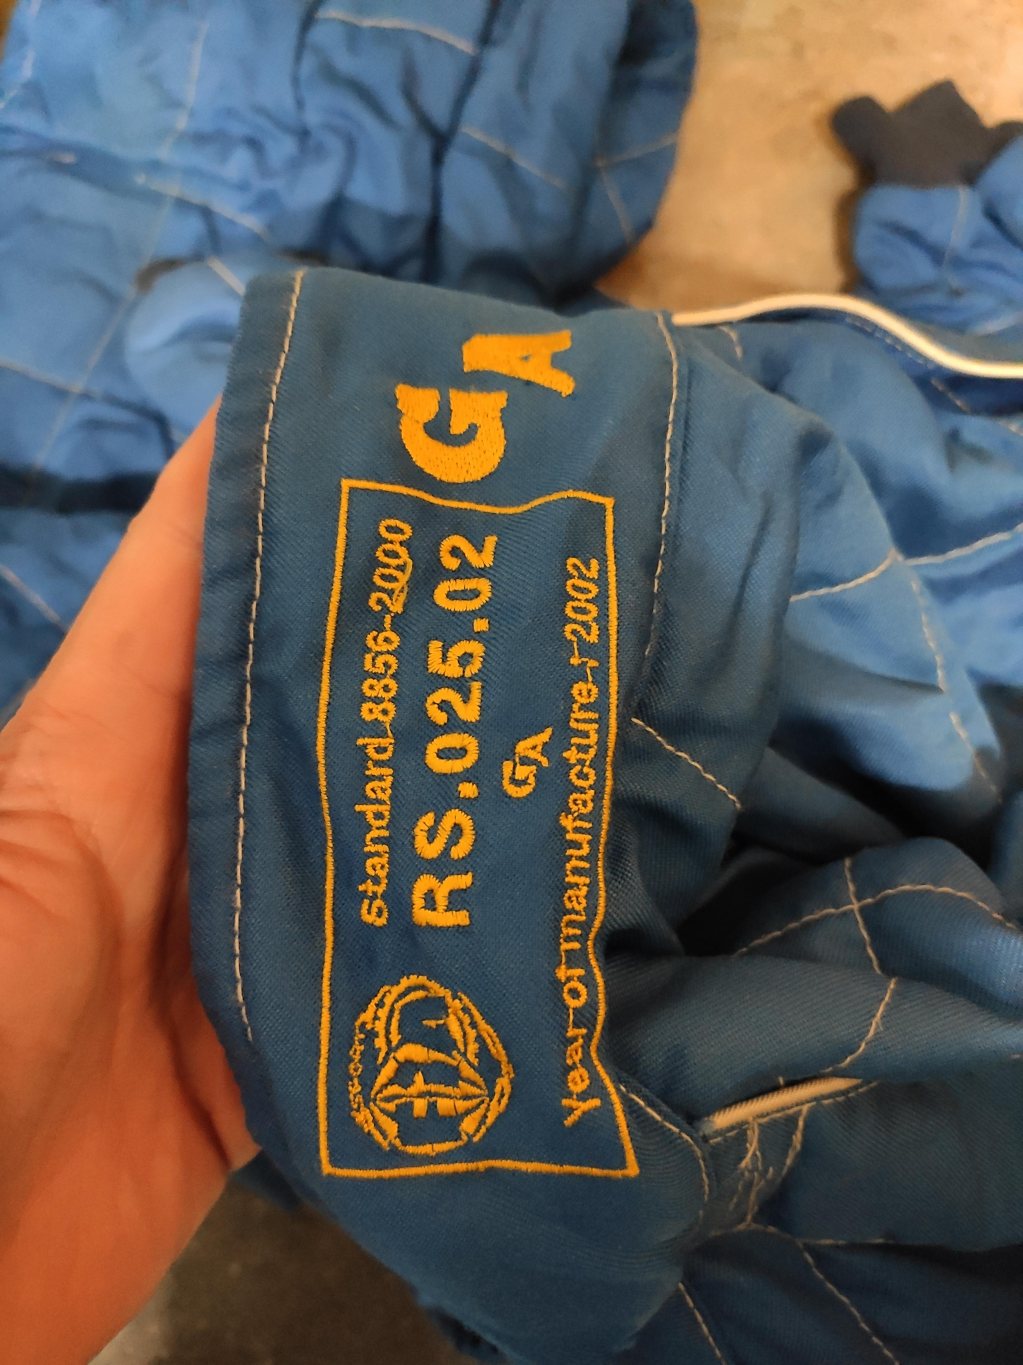 GA
Standard 8856-2000
RS.025.02
GA
Year of manufacture: 2002
FIA